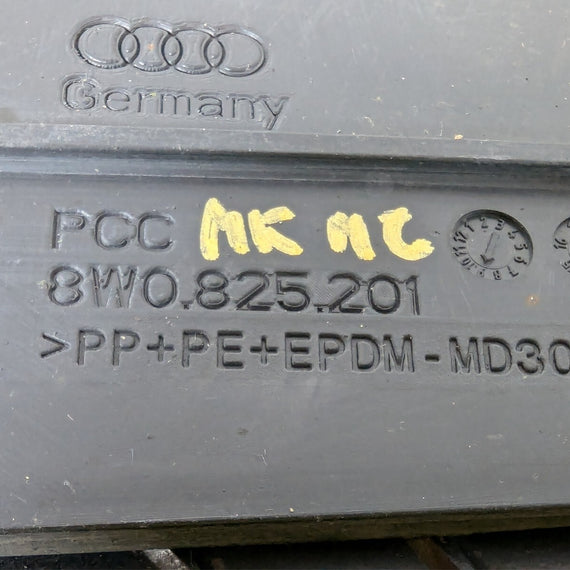 Germany
PCC MK MC
8W0.825.201
>PP+PE+EPDM-MD30